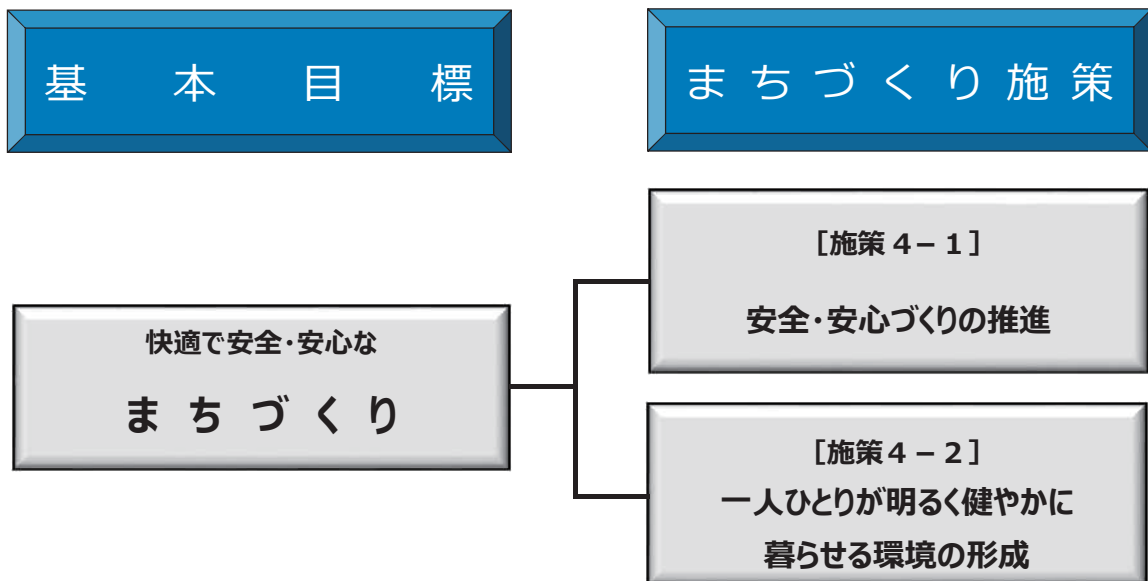 基本目標
まちづくり施策
快適で安全・安心な
まちづくり
［施策４－１］
安全・安心づくりの推進
［施策４－２］
一人ひとりが明るく健やかに
暮らせる環境の形成